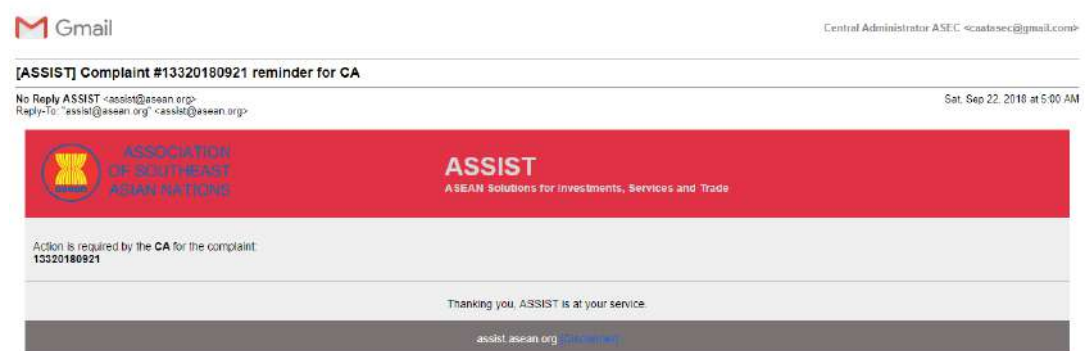 Gmail
Central Administrator ASEC <caatasec@gmail.com>
[ASSIST] Complaint #13320180921 reminder for CA
No Reply ASSIST <assist@asean.org>
Sat, Sep 22, 2018 at 5:00 AM
Reply-To: "assist@asean.org" <assist@asean.org>
ASSOCIATION
OF SOUTHEAST
ASIAN NATIONS
ASSIST
ASEAN Solutions for Investments, Services and Trade
Action is required by the CA for the complaint:
13320180921
Thanking you, ASSIST is at your service.
assist.asean.org